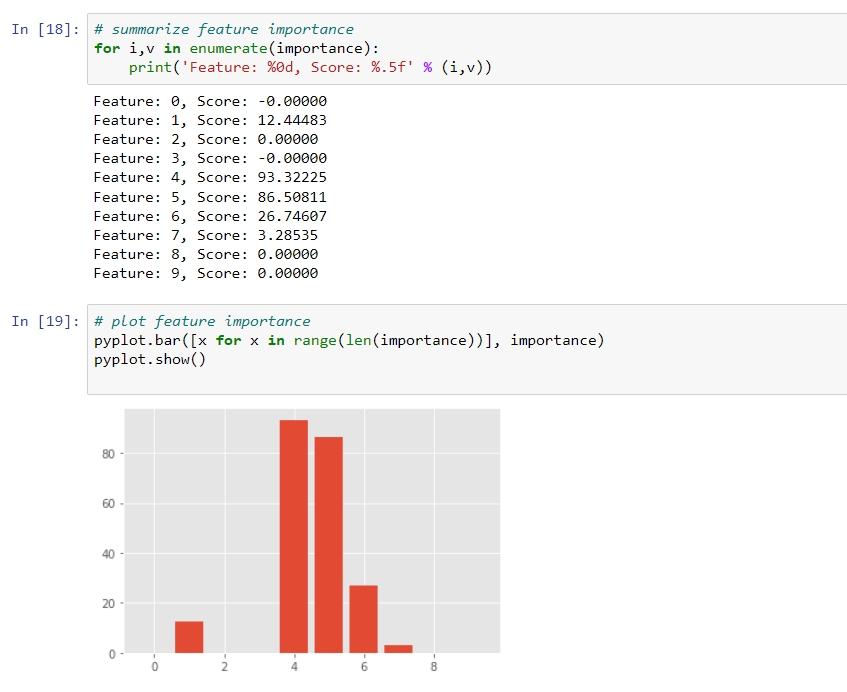 In [18]: # summarize feature importance
for i,v in enumerate(importance):
    print('Feature: %0d, Score: %.5f' % (i,v))
Feature: 0, Score: -0.00000
Feature: 1, Score: 12.44483
Feature: 2, Score: 0.00000
Feature: 3, Score: -0.00000
Feature: 4, Score: 93.32225
Feature: 5, Score: 86.50811
Feature: 6, Score: 26.74607
Feature: 7, Score: 3.28535
Feature: 8, Score: 0.00000
Feature: 9, Score: 0.00000
In [19]: # plot feature importance
pyplot.bar([x for x in range(len(importance))], importance)
pyplot.show()
80
60
40
20
0
0 2 4 6 8